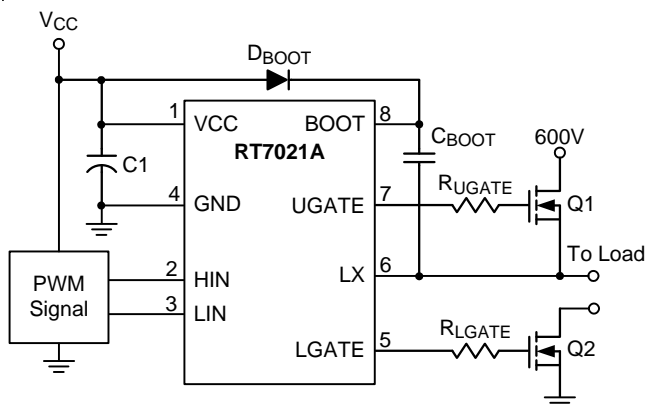 VCC
DBOOT
1
VCC
BOOT
8
RT7021A
C1
CBOOT
600V
4
GND
UGATE
7
RUGATE
Q1
PWM
Signal
2
HIN
3
LIN
LX
6
To Load
LGATE
5
RLGATE
Q2